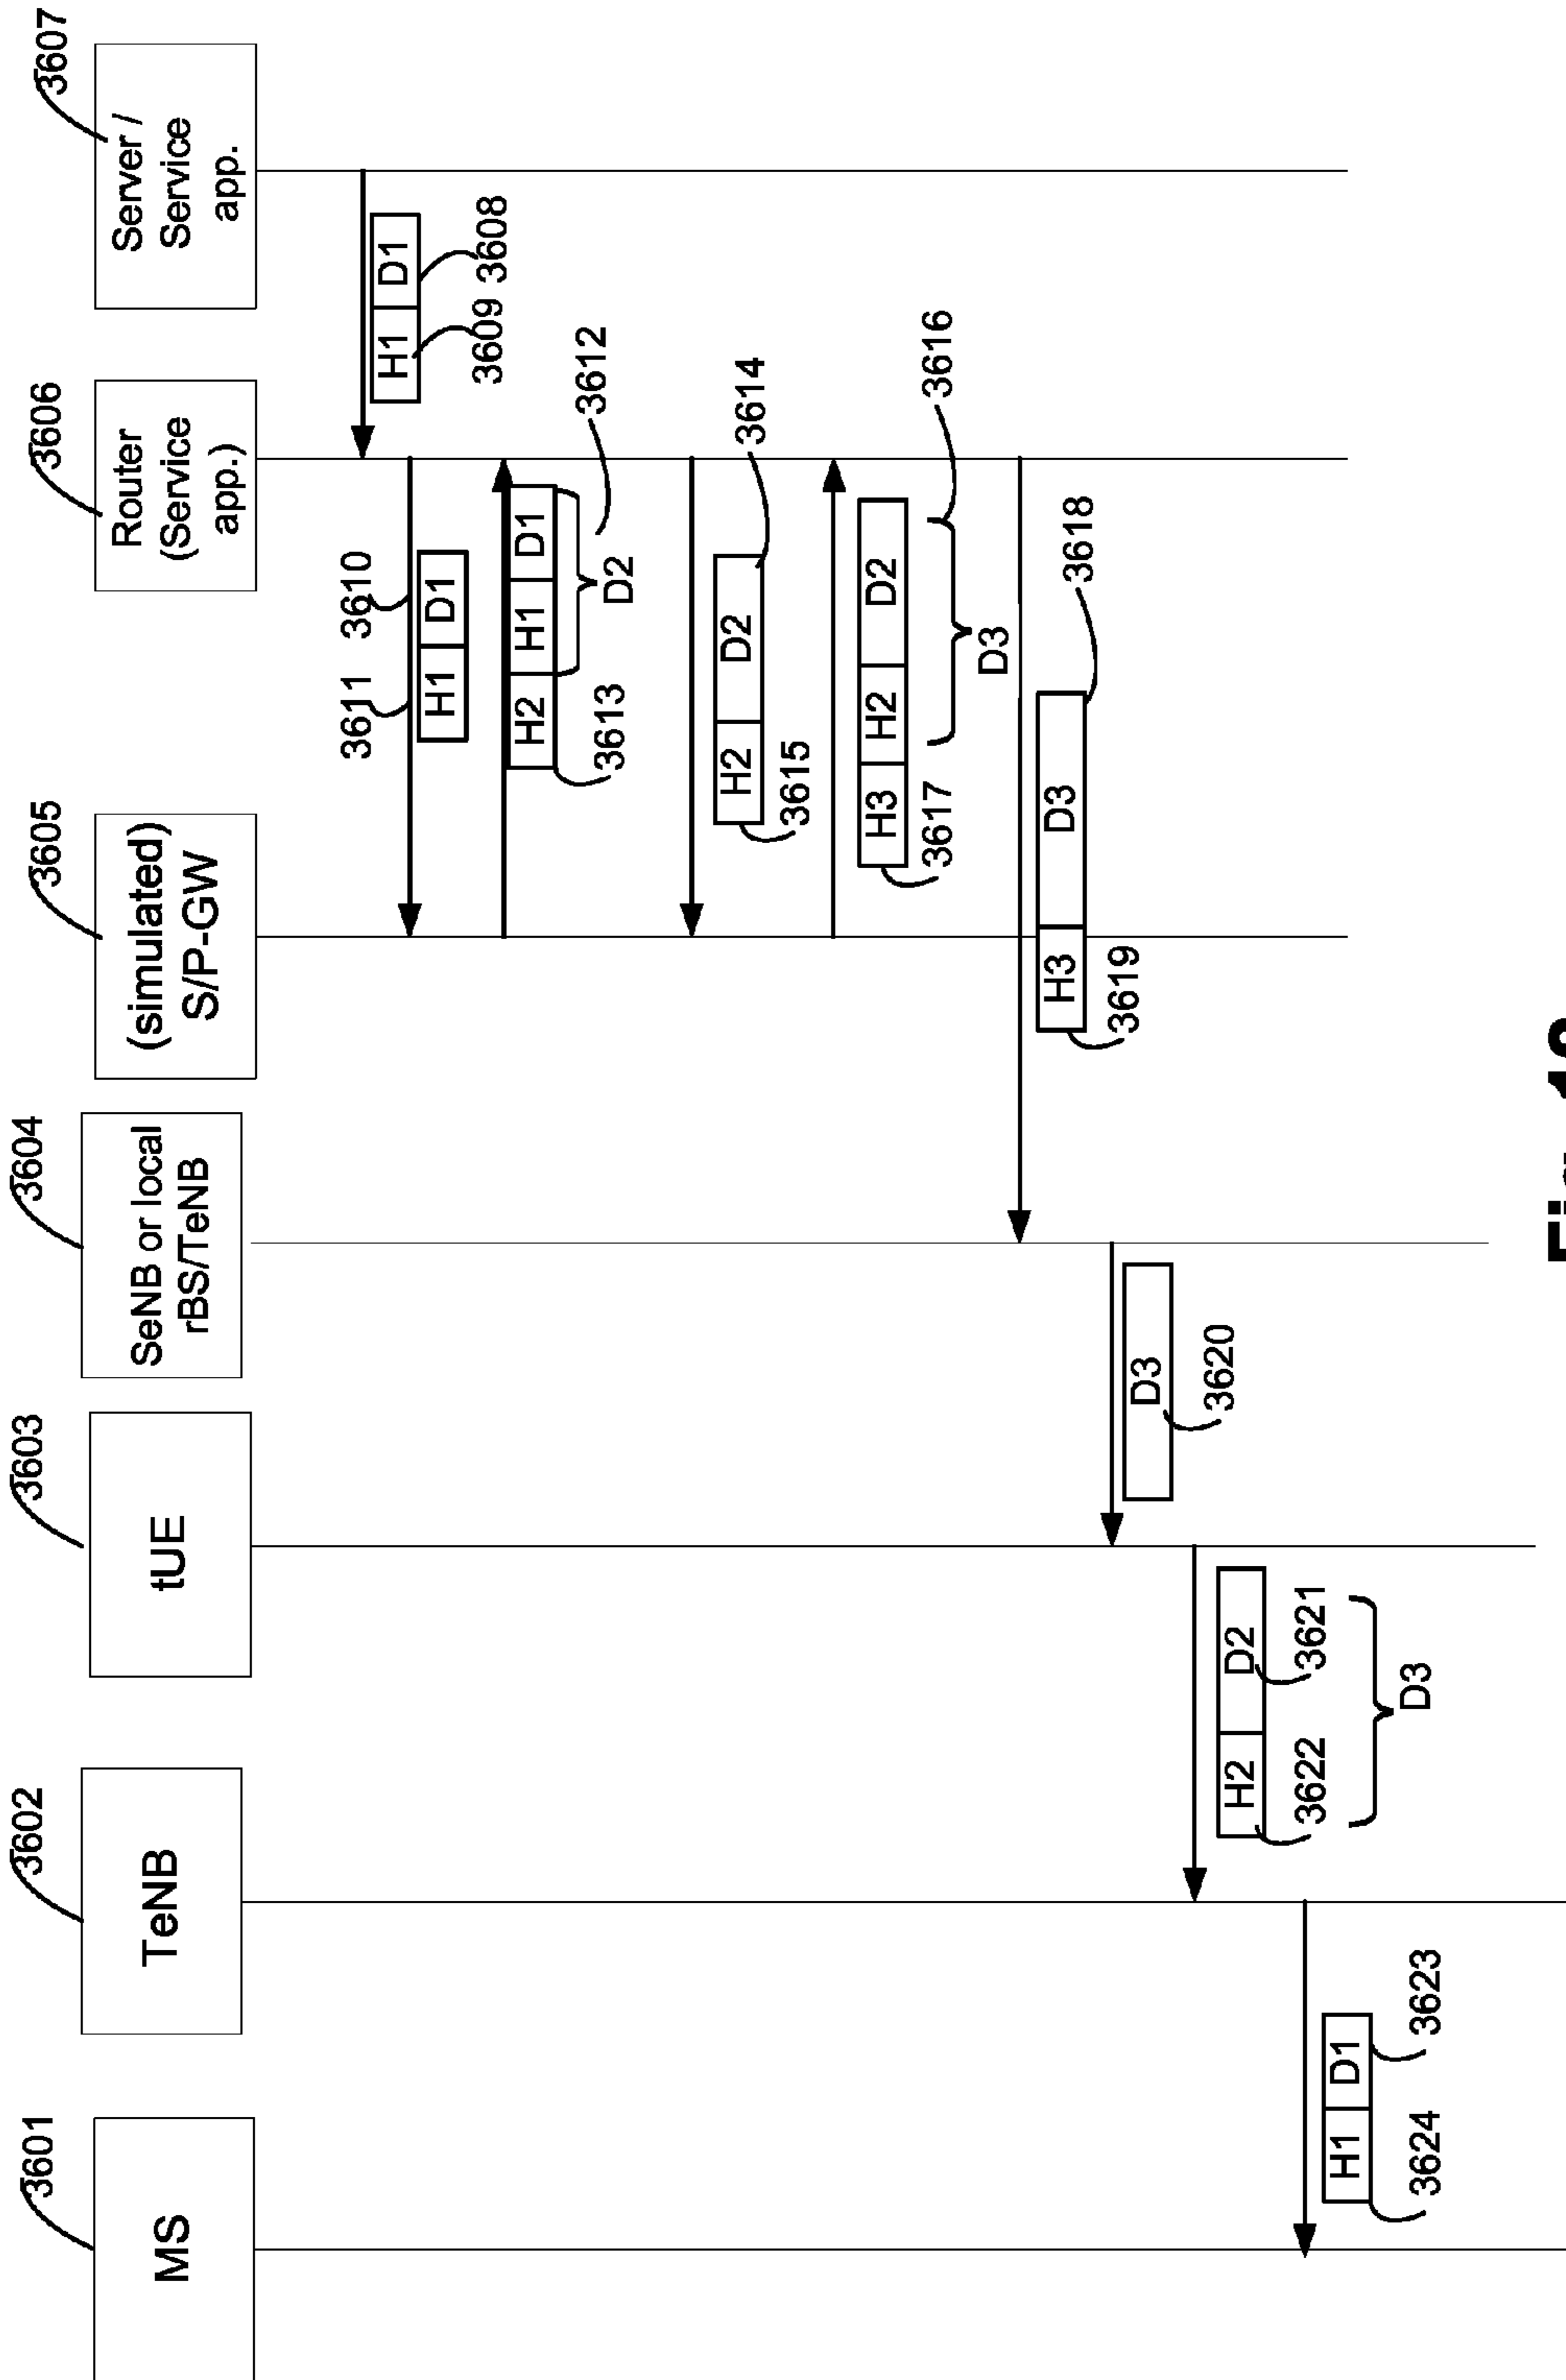 3601
MS
3602
TeNB
3603
tUE
3604
SeNB or local
rBS/TeNB
3605
(simulated)
S/P-GW
3606
Router
(Service
app.)
3607
Server /
Service
app.
H1 D1
3609 3608
3611 3610
H1 D1
H2 H1 D1
3613
D2
3612
H2 D2
3615
3614
H3 H2 D2
3617
D3
3616
H3 D3
3619
3618
D3
3620
H2 D2
3622 3621
D3
H1 D1
3624 3623